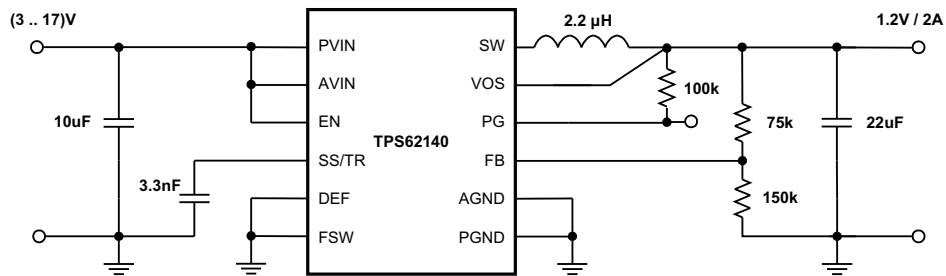 (3 .. 17)V
2.2 µH
1.2V / 2A
PVIN
SW
AVIN
VOS
100k
10uF
EN
PG
75k
22uF
TPS62140
SS/TR
FB
3.3nF
DEF
AGND
150k
FSW
PGND